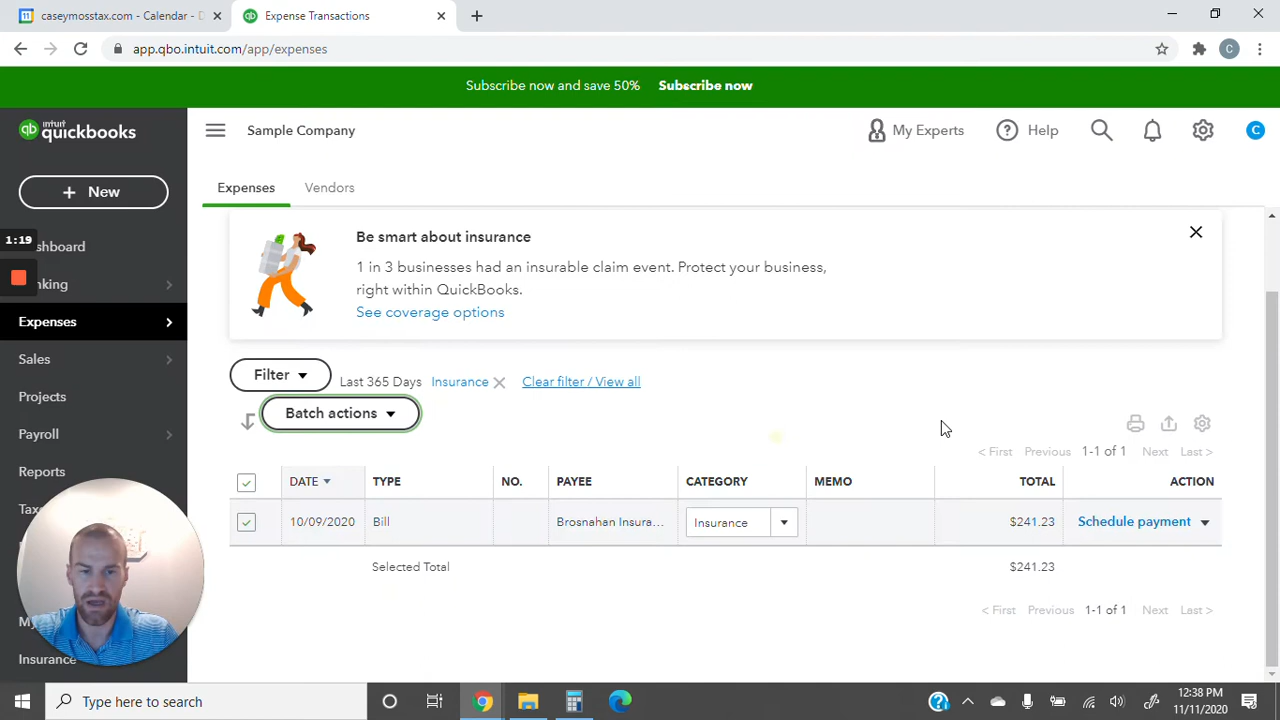 caseymosstax.com - Calendar - D
Expense Transactions
app.qbo.intuit.com/app/expenses
Subscribe now and save 50% Subscribe now
intuit
quickbooks
Sample Company
My Experts
Help
C
C
+ New
Expenses
Vendors
1:19
shboard
nking
Expenses
Sales
Projects
Payroll
Reports
Insurance
Be smart about insurance
1 in 3 businesses had an insurable claim event. Protect your business,
right within QuickBooks.
See coverage options
Filter
Last 365 Days
Insurance
Clear filter / View all
Batch actions
< First Previous 1-1 of 1 Next Last >
DATE TYPE NO. PAYEE CATEGORY MEMO TOTAL ACTION
10/09/2020 Bill Brosnahan Insura... Insurance $241.23 Schedule payment
Selected Total $241.23
< First Previous 1-1 of 1 Next Last >
Type here to search
12:38 PM
11/11/2020